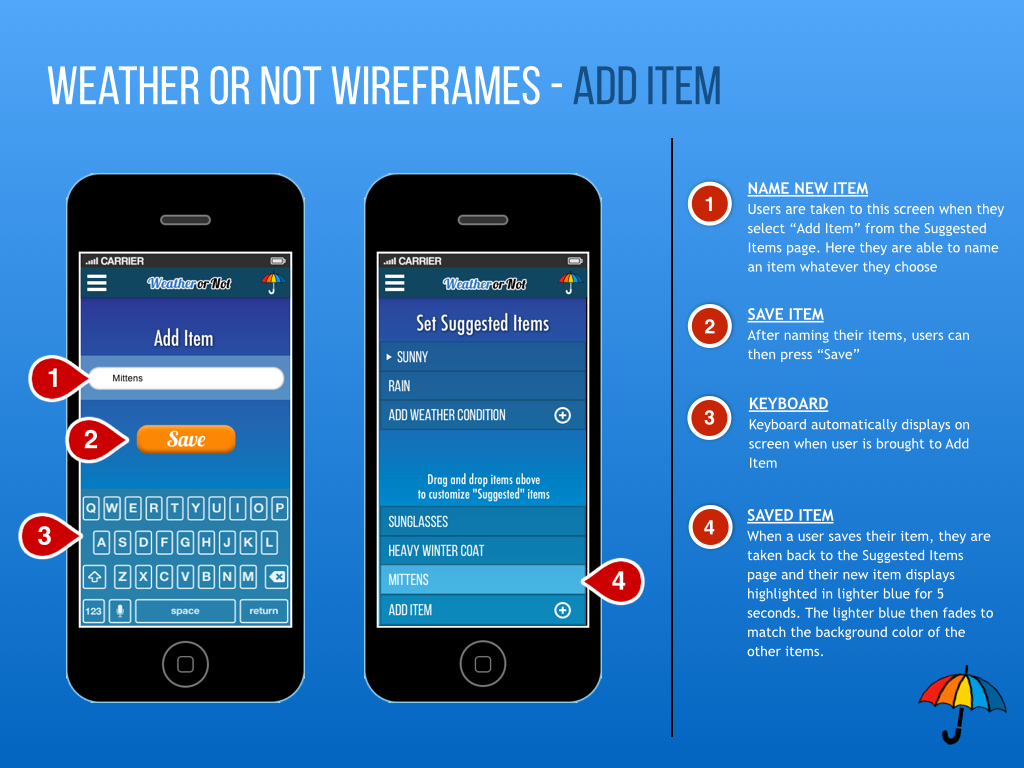 WEATHER OR NOT WIREFRAMES - ADD ITEM
CARRIER
Weather or Not
Add Item
1
Mittens
2
Save
3
Q W E R T Y U I O P
A S D F G H J K L
Z X C V B N M
123 space return
CARRIER
Weather or Not
Set Suggested Items
SUNNY
RAIN
ADD WEATHER CONDITION
Drag and drop items above
to customize "Suggested" items
SUNGLASSES
HEAVY WINTER COAT
MITTENS
4
ADD ITEM
1
NAME NEW ITEM
Users are taken to this screen when they
select “Add Item” from the Suggested
Items page. Here they are able to name
an item whatever they choose
2
SAVE ITEM
After naming their items, users can
then press “Save”
3
KEYBOARD
Keyboard automatically displays on
screen when user is brought to Add
Item
4
SAVED ITEM
When a user saves their item, they are
taken back to the Suggested Items
page and their new item displays
highlighted in lighter blue for 5
seconds. The lighter blue then fades to
match the background color of the
other items.